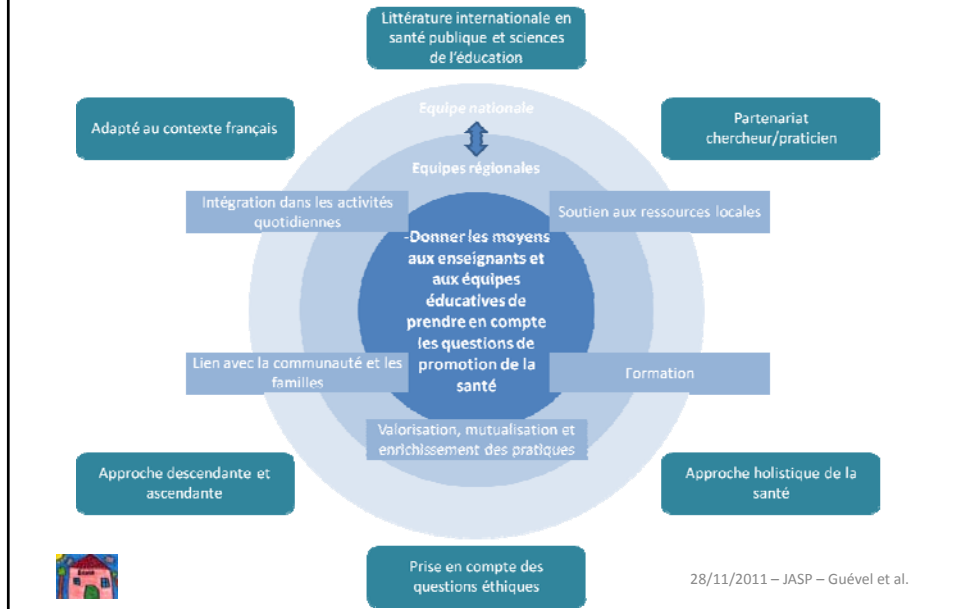 Littérature internationale en
santé publique et sciences
de l'éducation
Equipe nationale
Adapté au contexte français
Partenariat
chercheur/praticien
Equipes régionales
Intégration dans les activités
quotidiennes
Soutien aux ressources locales
-Donner les moyens
aux enseignants et
aux équipes
éducatives de
prendre en compte
les questions de
promotion de la
santé
Lien avec la communauté et les
familles
Formation
Valorisation, mutualisation et
enrichissement des pratiques
Approche descendante et
ascendante
Approche holistique de la
santé
Prise en compte des
questions éthiques
28/11/2011 – JASP – Guével et al.